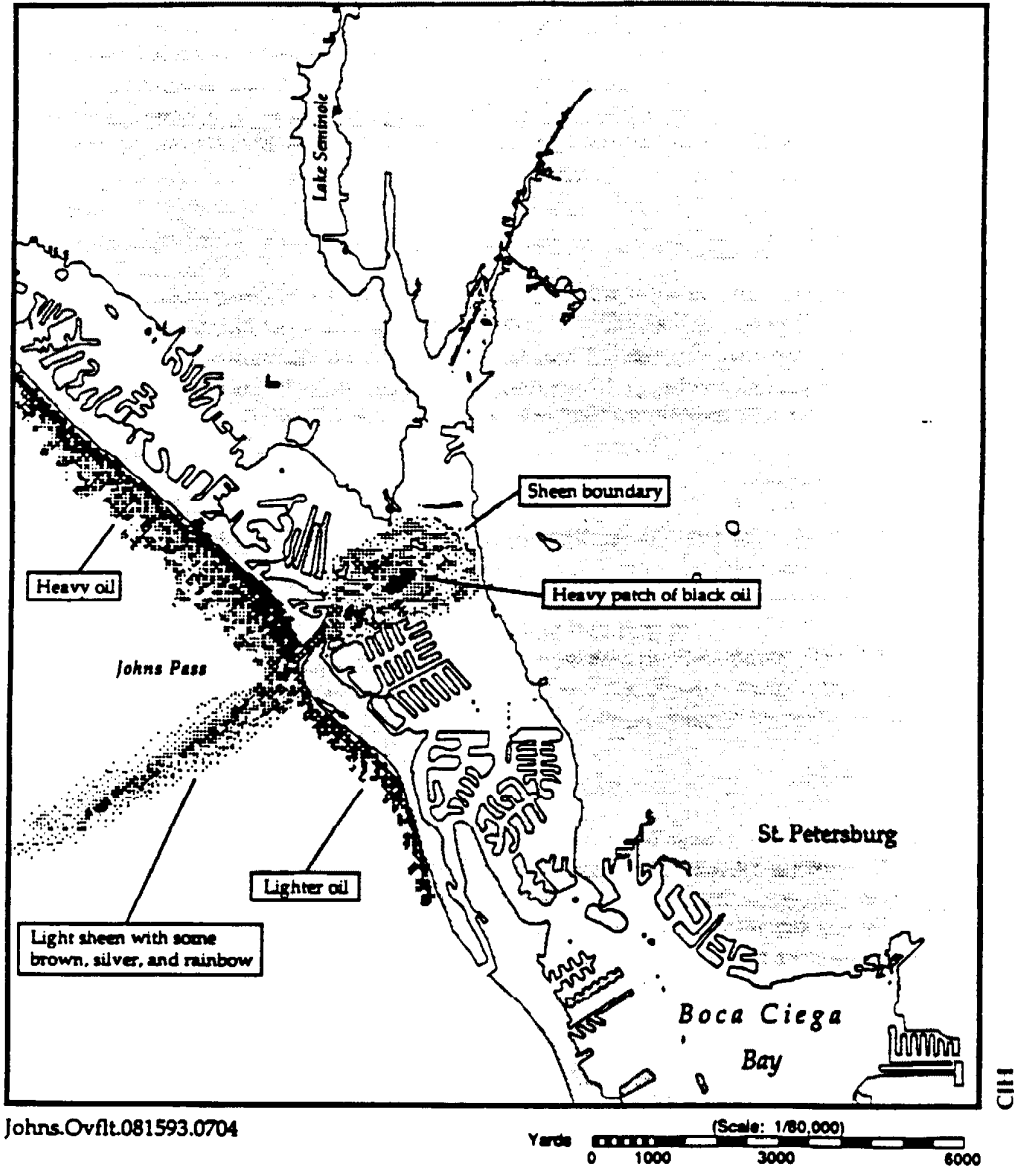 Lake Seminole
Sheen boundary
Heavy oil
Heavy patch of black oil
Johns Pass
St. Petersburg
Lighter oil
Light sheen with some
brown, silver, and rainbow
Boca Ciega
Bay
CIH
Johns.Ovflt.081593.0704
(Scale: 1/80,000)
Yards
0 1000 3000 6000